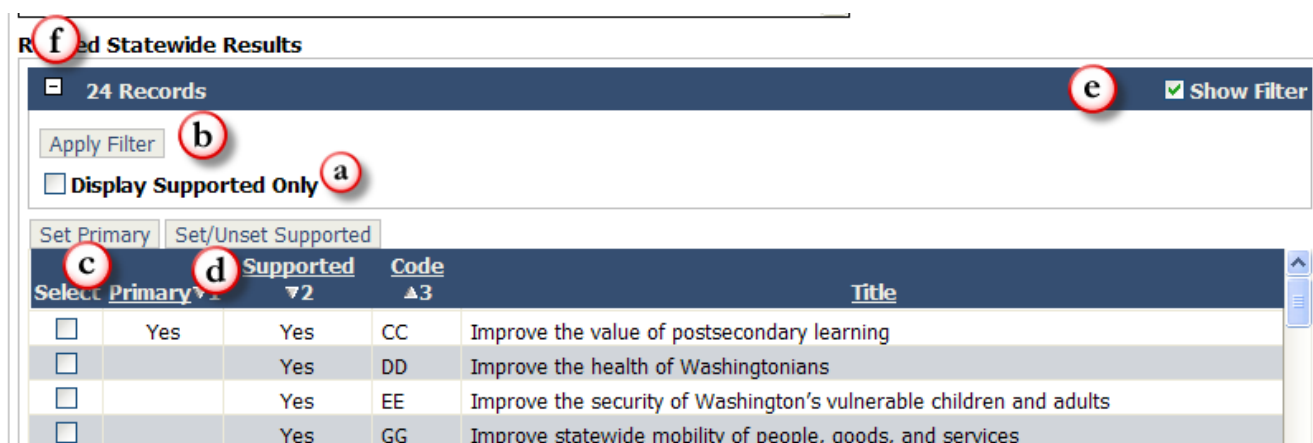 f
Statewide Results
24 Records
e
Show Filter
Apply Filter
b
Display Supported Only
a
Set Primary
Set/Unset Supported
c
d
Select
Primary▼1
Supported
▼2
Code
▲3
Title
Yes Yes CC Improve the value of postsecondary learning
Yes DD Improve the health of Washingtonians
Yes EE Improve the security of Washington's vulnerable children and adults
Yes GG Improve statewide mobility of people, goods, and services